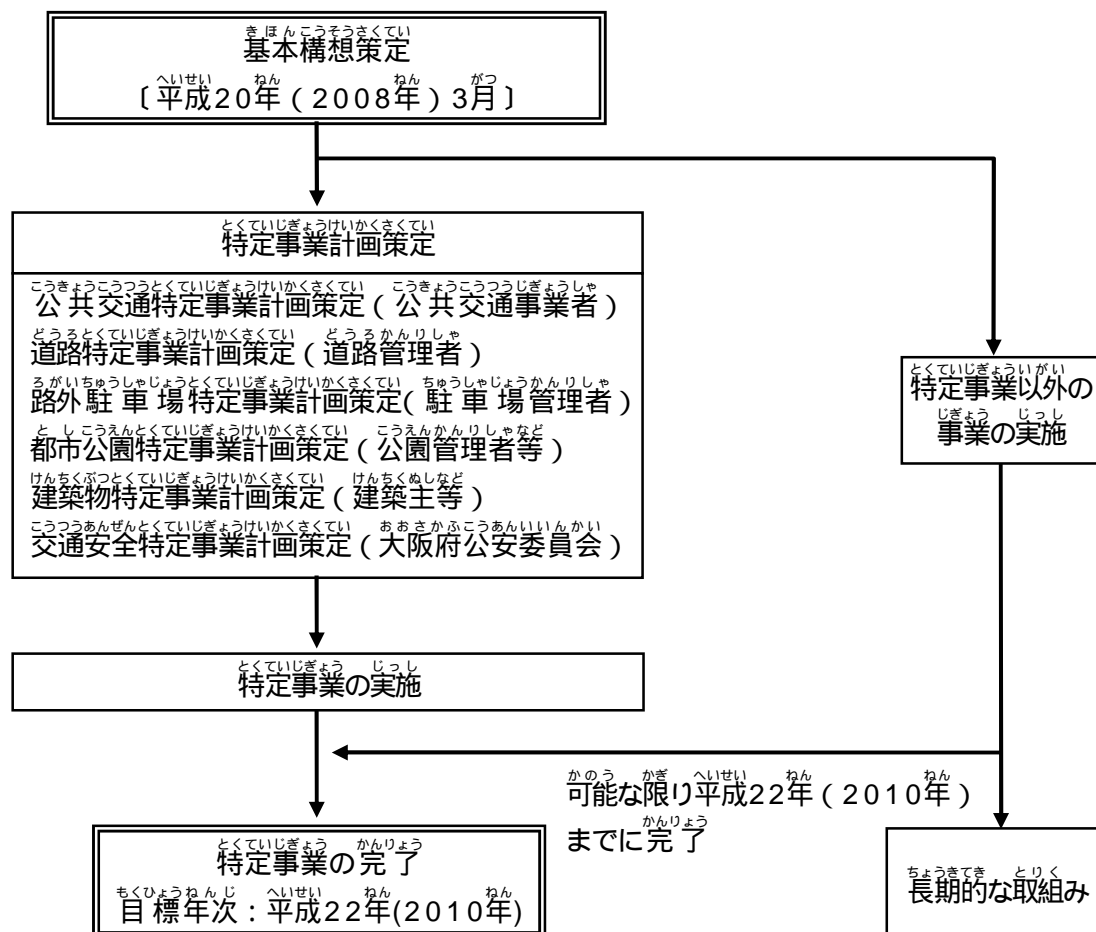 基本構想策定
〔平成20年(2008年)3月〕
特定事業計画策定
公共交通特定事業計画策定(公共交通事業者)
道路特定事業計画策定(道路管理者)
路外駐車場特定事業計画策定(駐車場管理者)
都市公園特定事業計画策定(公園管理者等)
建築物特定事業計画策定(建築主等)
交通安全特定事業計画策定(大阪府公安委員会)
特定事業以外の
事業の実施
特定事業の実施
可能な限り平成22年(2010年)
までに完了
特定事業の完了
目標年次:平成22年(2010年)
長期的な取組み